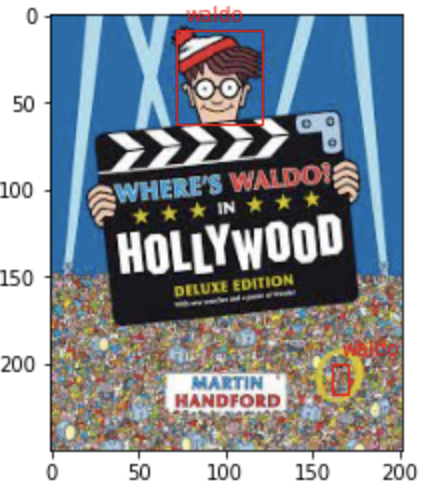 waldo
0
50
100
150
200
WHERE'S WALDO?
IN
HOLLYWOOD
DELUXE EDITION
waldo
MARTIN
HANDFORD
0 50 100 150 200